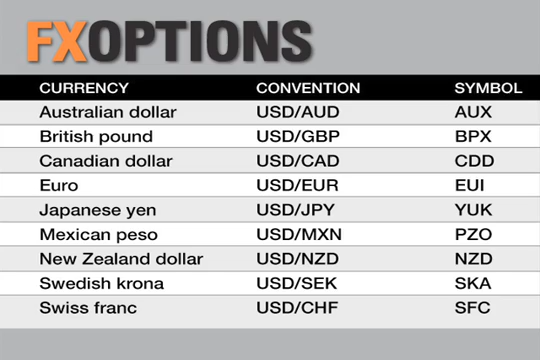 FXOPTIONS
CURRENCY CONVENTION SYMBOL
Australian dollar USD/AUD AUX
British pound USD/GBP BPX
Canadian dollar USD/CAD CDD
Euro USD/EUR EUI
Japanese yen USD/JPY YUK
Mexican peso USD/MXN PZO
New Zealand dollar USD/NZD NZD
Swedish krona USD/SEK SKA
Swiss franc USD/CHF SFC